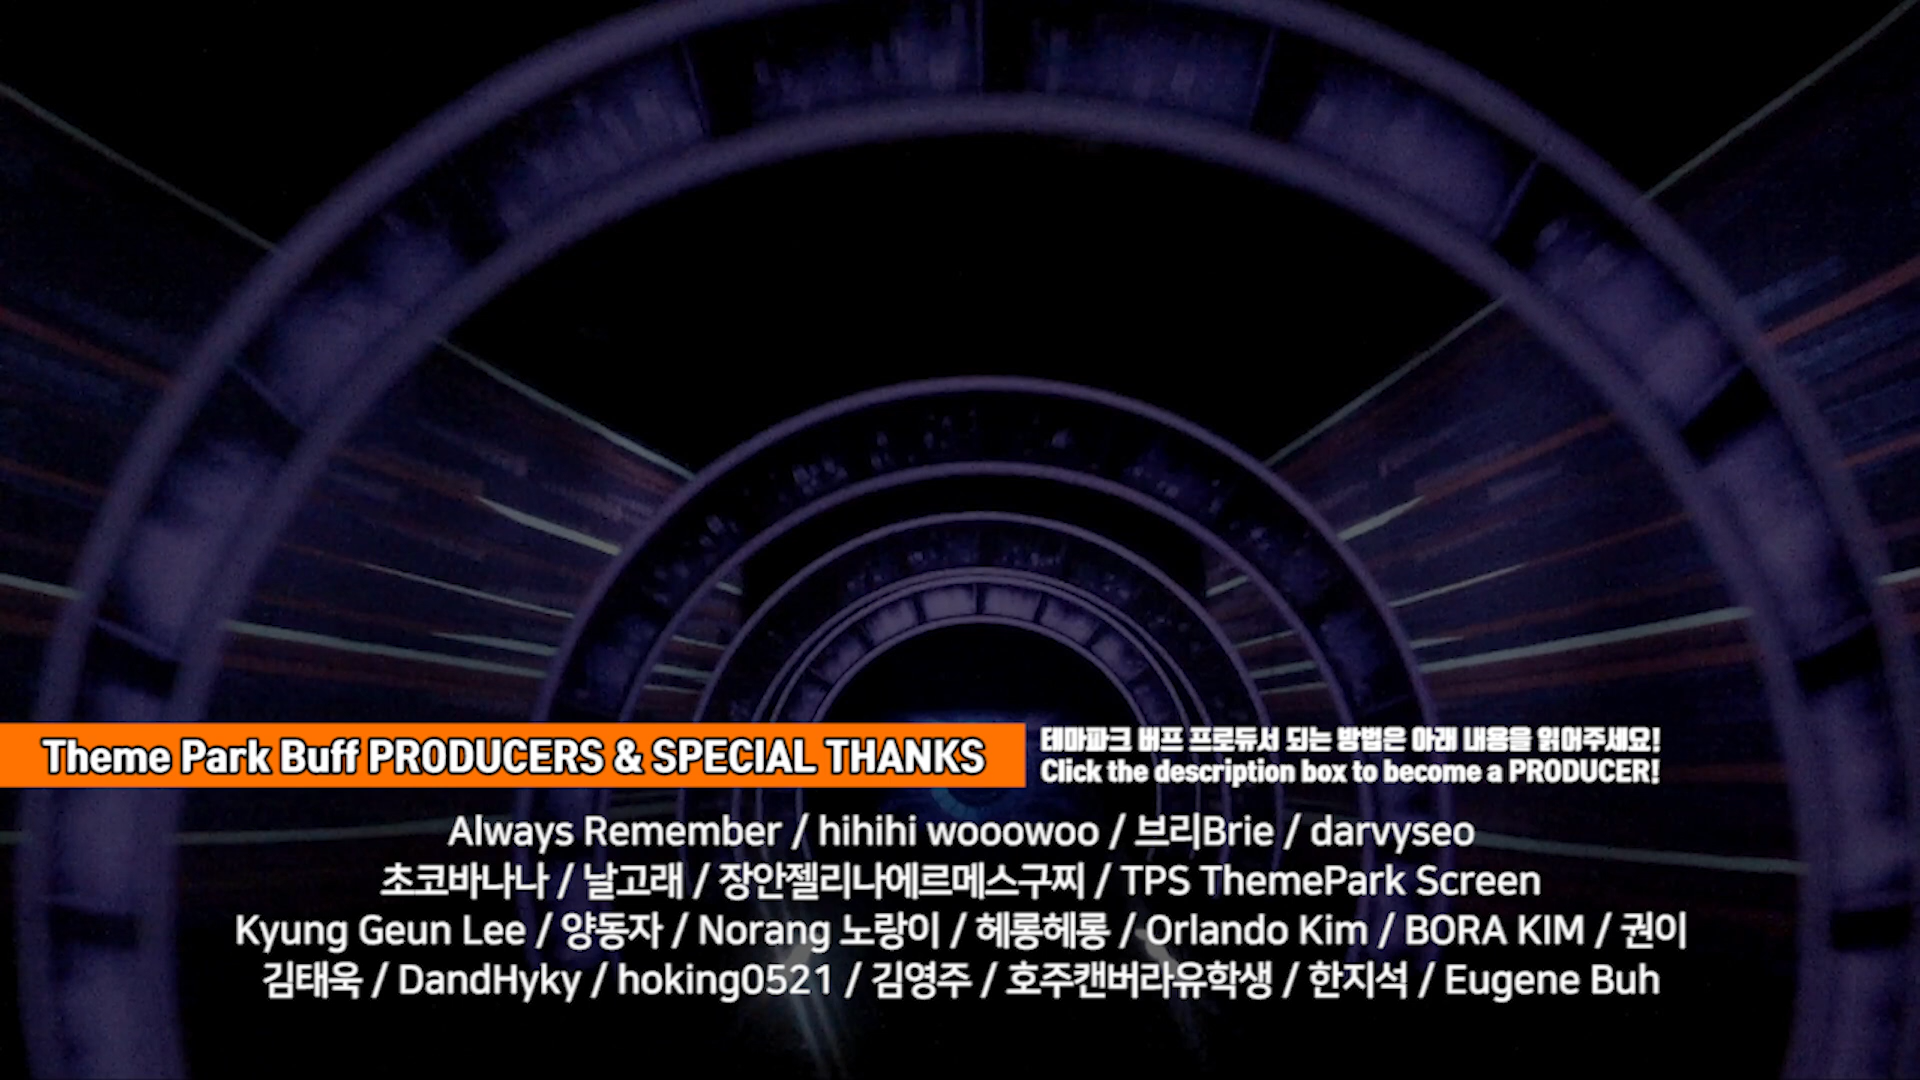 Theme Park Buff PRODUCERS & SPECIAL THANKS
테마파크 버프 프로듀서 되는 방법은 아래 내용을 읽어주세요!
Click the description box to become a PRODUCER!
Always Remember / hihihi wooowoo / 브리Brie / darvyseo
초코바나나 / 날고래 / 장안젤리나에르메스구찌 / TPS ThemePark Screen
Kyung Geun Lee / 양동자 / Norang 노랑이 / 헤롱헤롱 / Orlando Kim / BORA KIM / 권이
김태욱 / DandHyky / hoking0521 / 김영주 / 호주캔버라유학생 / 한지석 / Eugene Buh